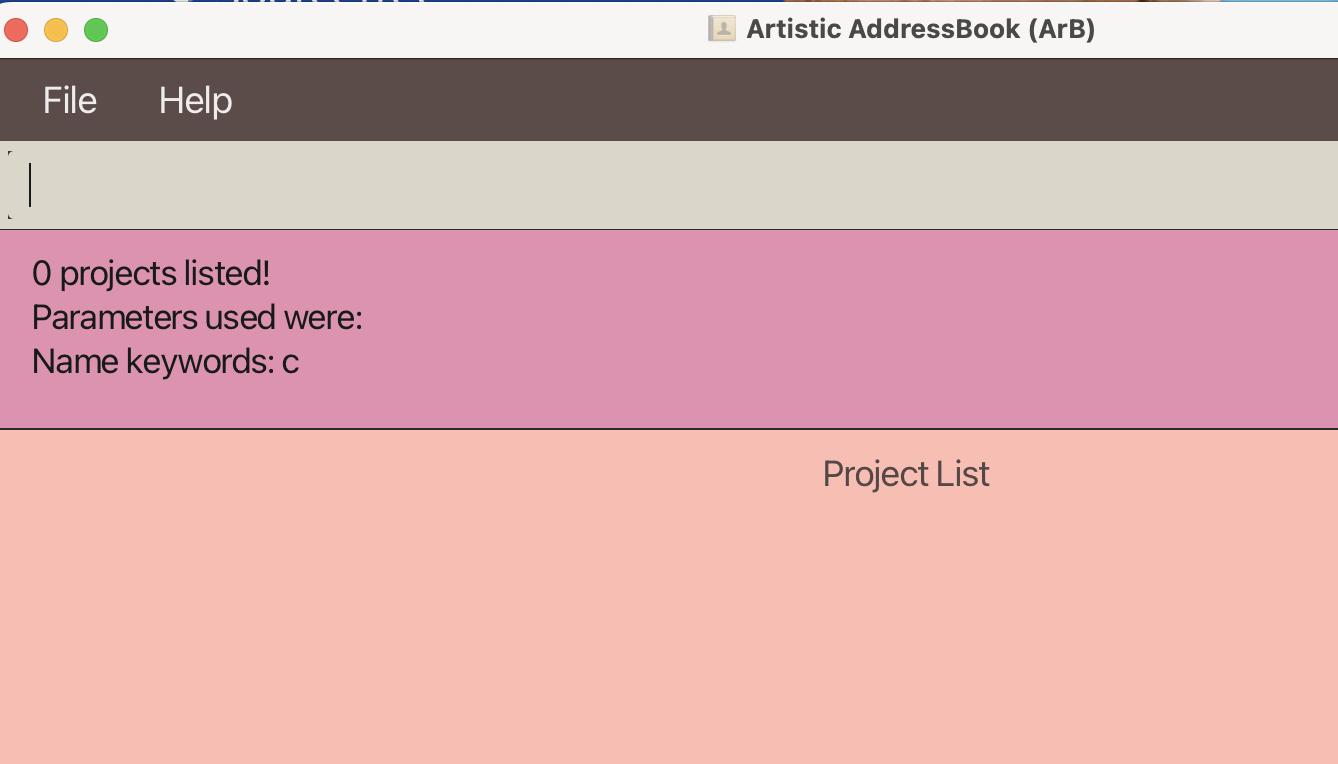 Artistic AddressBook (ArB)
File Help
0 projects listed!
Parameters used were:
Name keywords: c
Project List